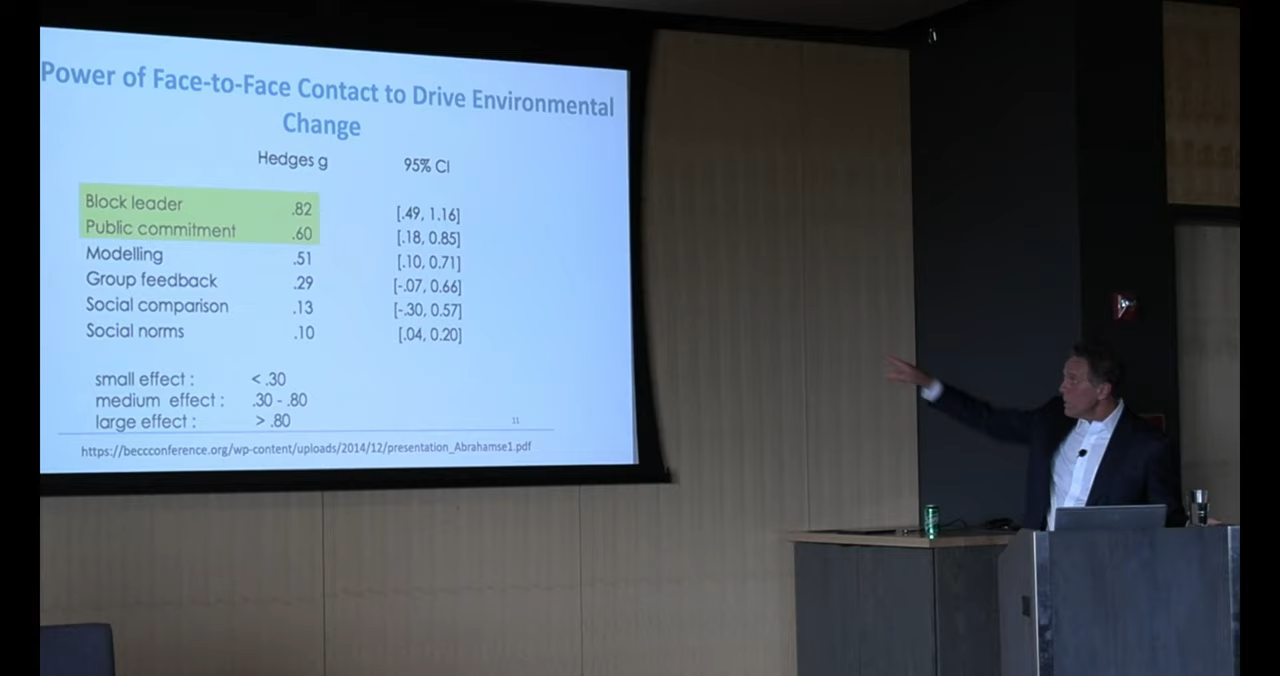 Power of Face-to-Face Contact to Drive Environmental
Change
Hedges g 95% CI
Block leader .82 [.49, 1.16]
Public commitment .60 [.18, 0.85]
Modelling .51 [.10, 0.71]
Group feedback .29 [-.07, 0.66]
Social comparison .13 [-.30, 0.57]
Social norms .10 [.04, 0.20]
small effect : < .30
medium effect : .30 - .80
large effect : > .80
11
https://beccconference.org/wp-content/uploads/2014/12/presentation_Abrahamse1.pdf